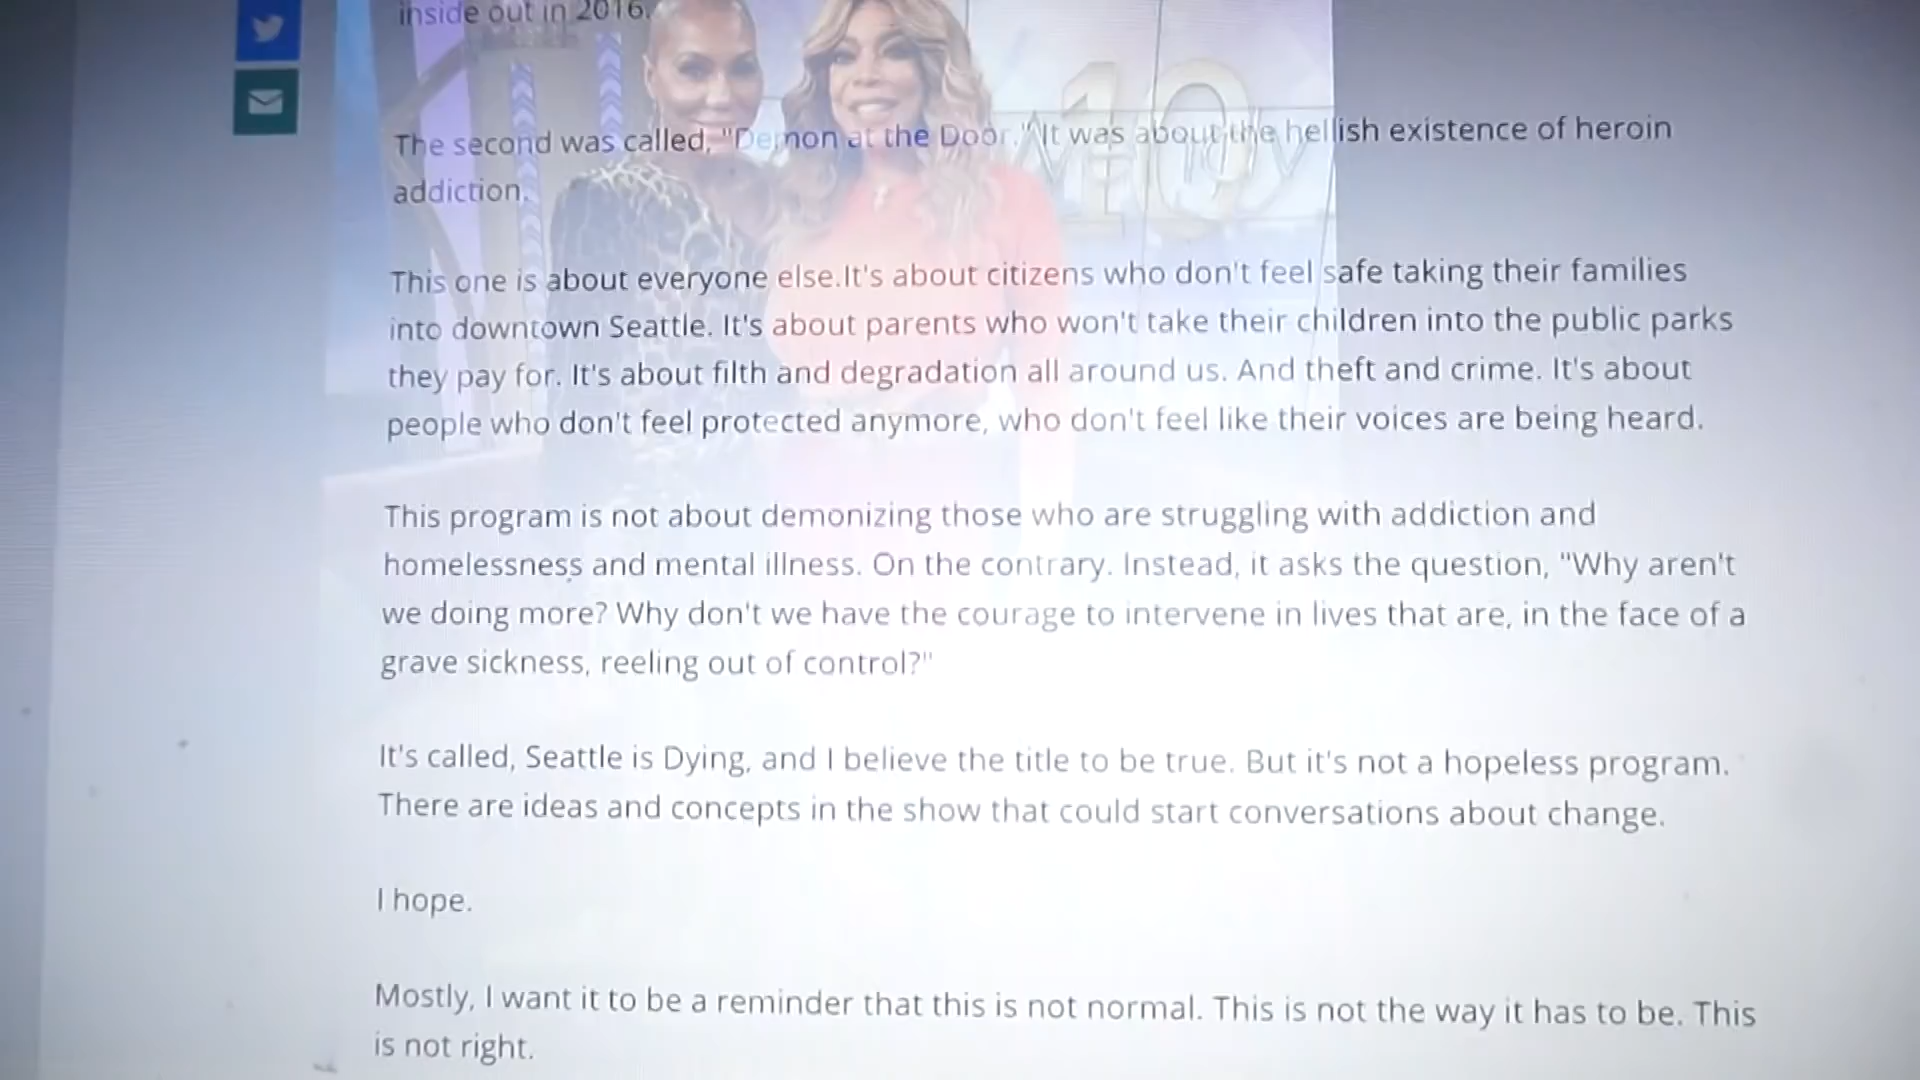 inside out in 2016.
The second was called, "Demon at the Door." It was about the hellish existence of heroin
addiction.
This one is about everyone else.It's about citizens who don't feel safe taking their families
into downtown Seattle. It's about parents who won't take their children into the public parks
they pay for. It's about filth and degradation all around us. And theft and crime. It's about
people who don't feel protected anymore, who don't feel like their voices are being heard.
This program is not about demonizing those who are struggling with addiction and
homelessness and mental illness. On the contrary. Instead, it asks the question, "Why aren't
we doing more? Why don't we have the courage to intervene in lives that are, in the face of a
grave sickness, reeling out of control?"
It's called, Seattle is Dying, and I believe the title to be true. But it's not a hopeless program.
There are ideas and concepts in the show that could start conversations about change.
I hope.
Mostly, I want it to be a reminder that this is not normal. This is not the way it has to be. This
is not right.
10